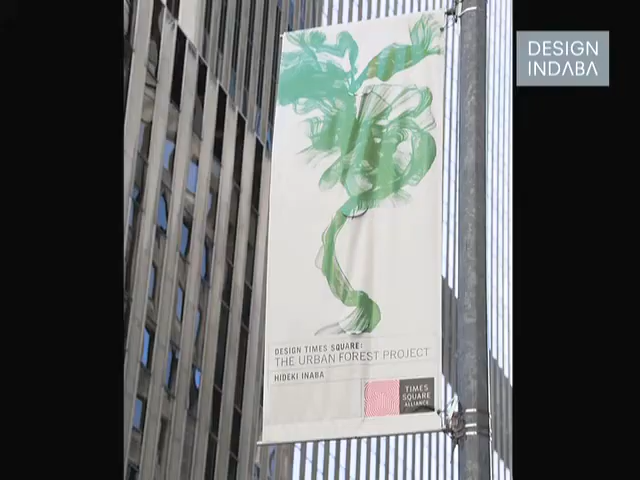 DESIGN
INDABA
DESIGN TIMES SQUARE:
THE URBAN FOREST PROJECT
HIDEKI INABA
TIMES
SQUARE
ALLIANCE